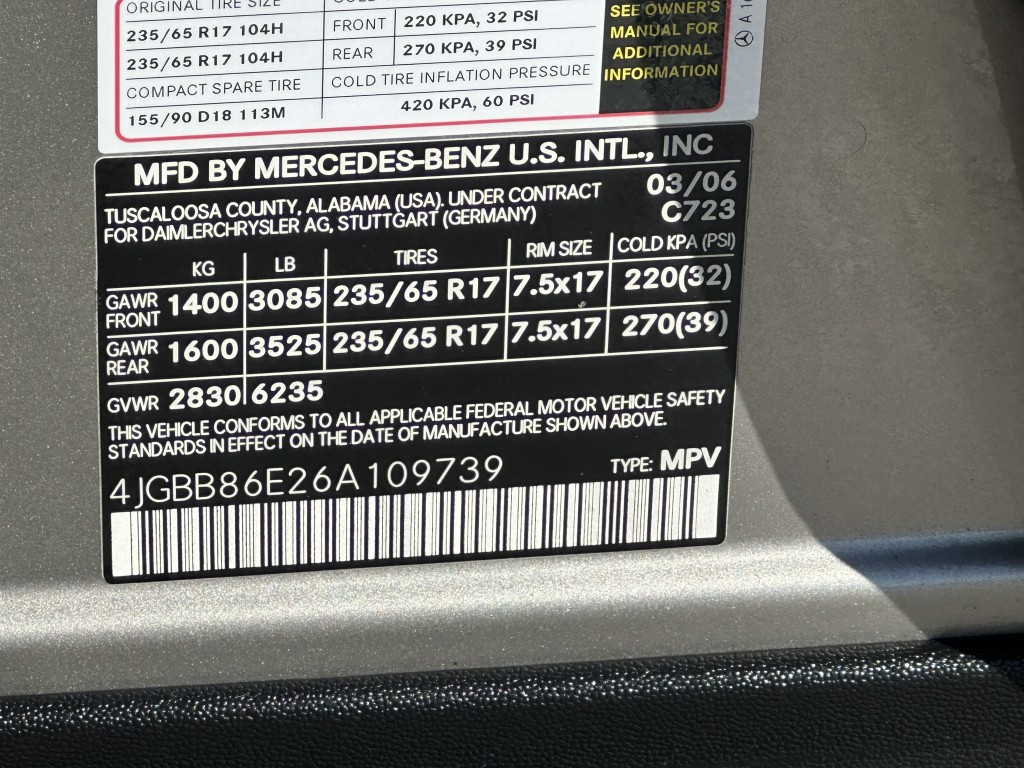 ORIGINAL TIRE SIZE
235/65 R17 104H FRONT 220 KPA, 32 PSI
235/65 R17 104H REAR 270 KPA, 39 PSI
COMPACT SPARE TIRE COLD TIRE INFLATION PRESSURE
155/90 D18 113M 420 KPA, 60 PSI
SEE OWNER'S
MANUAL FOR
ADDITIONAL
INFORMATION
MFD BY MERCEDES-BENZ U.S. INTL., INC
TUSCALOOSA COUNTY, ALABAMA (USA). UNDER CONTRACT 03/06
FOR DAIMLERCHRYSLER AG, STUTTGART (GERMANY) C723
KG LB TIRES RIM SIZE COLD KPA (PSI)
GAWR FRONT 1400 3085 235/65 R17 7.5x17 220(32)
GAWR REAR 1600 3525 235/65 R17 7.5x17 270(39)
GVWR 2830 6235
THIS VEHICLE CONFORMS TO ALL APPLICABLE FEDERAL MOTOR VEHICLE SAFETY
STANDARDS IN EFFECT ON THE DATE OF MANUFACTURE SHOWN ABOVE.
4JGBB86E26A109739 TYPE: MPV